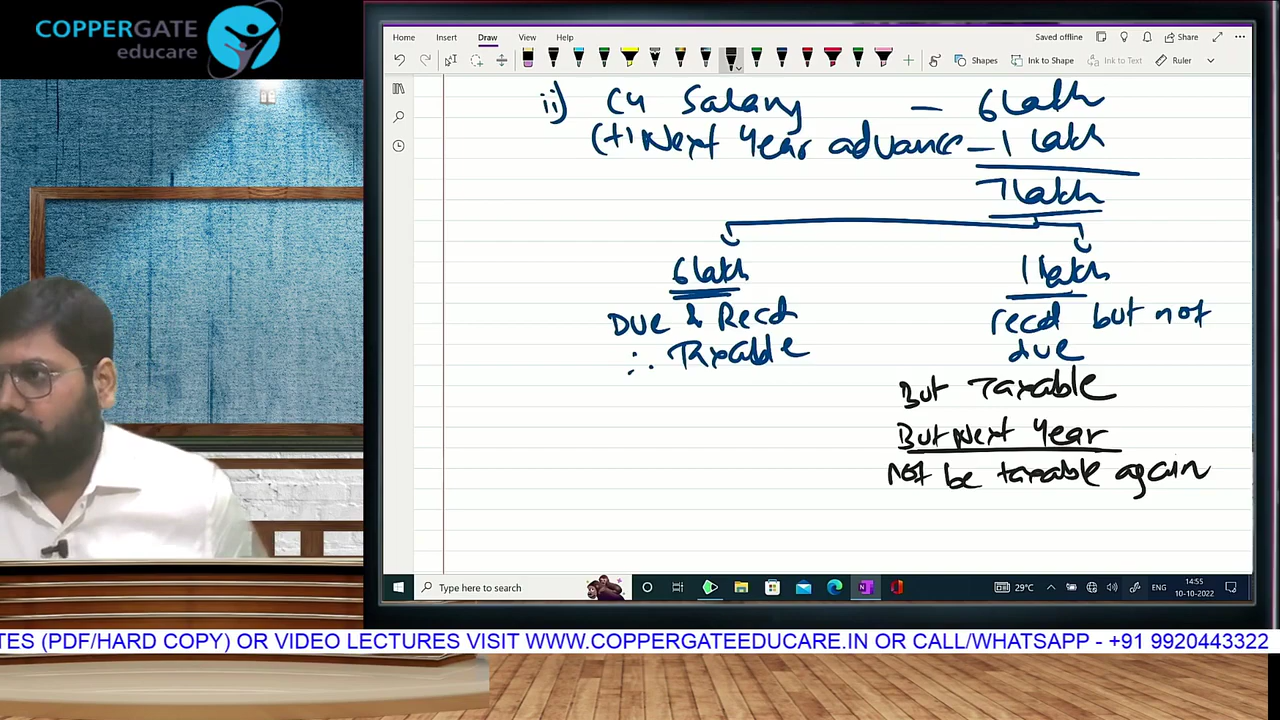 COPPERGATE
educare
Home Insert Draw View Help
Saved offline
Share
Shapes
Ink to Shape
Ink to Text
Ruler
ii) CY Salary - 6 lakh
(+) Next Year advance - 1 lakh
7 lakh
6 lakh
1 lakh
Due & Recd
recd but not
∴ Taxable
due
But Taxable
But Next Year
not be taxable again
Type here to search
29°C
ENG
14:55
10-10-2022
TES (PDF/HARD COPY) OR VIDEO LECTURES VISIT WWW.COPPERGATEEDUCARE.IN OR CALL/WHATSAPP - +91 9920443322